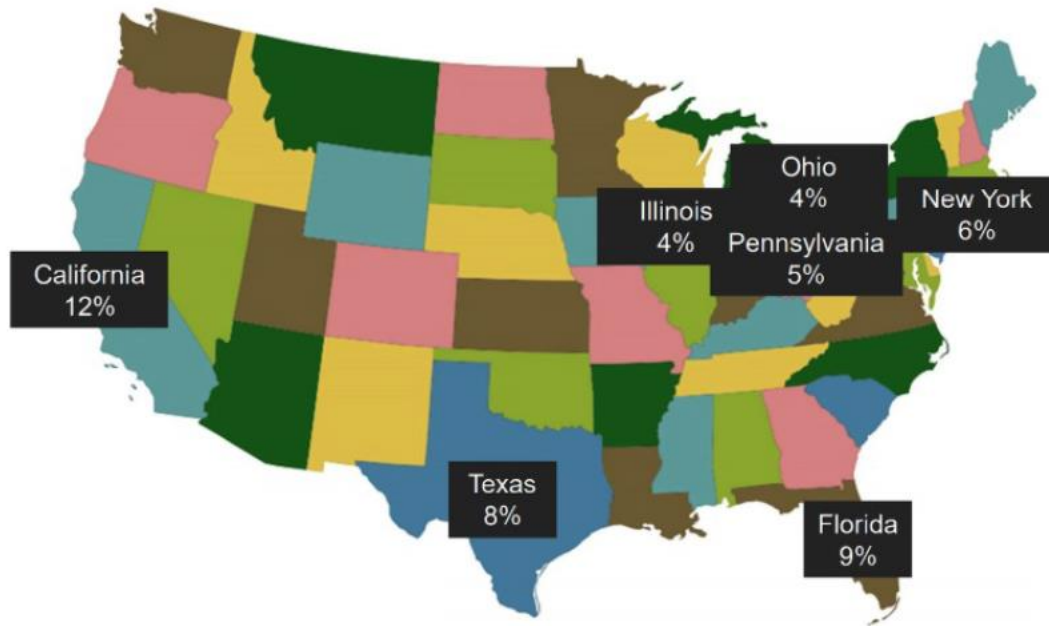 Ohio
4%
Illinois
4%
New York
6%
Pennsylvania
5%
California
12%
Texas
8%
Florida
9%